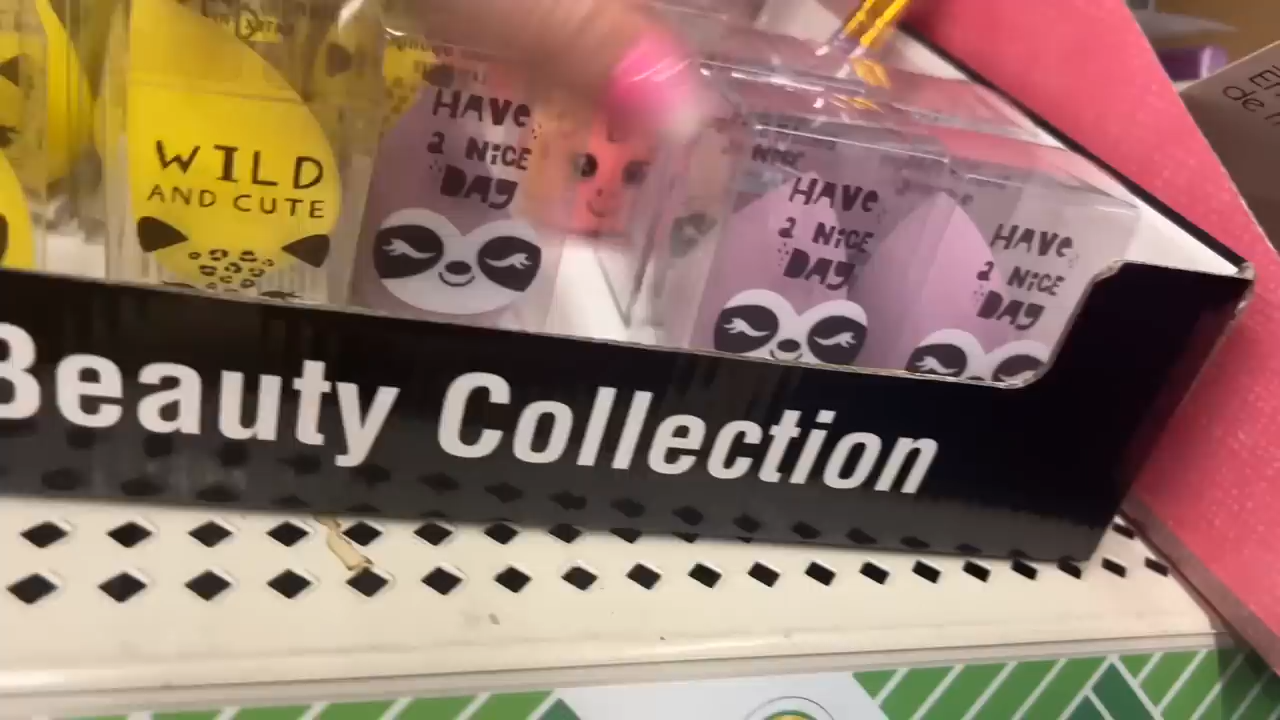 WILD
AND CUTE
HAVE
a NiCE
DAY
HAVE
a NiCE
DAY
HAVE
a NiCE
DAY
Beauty Collection